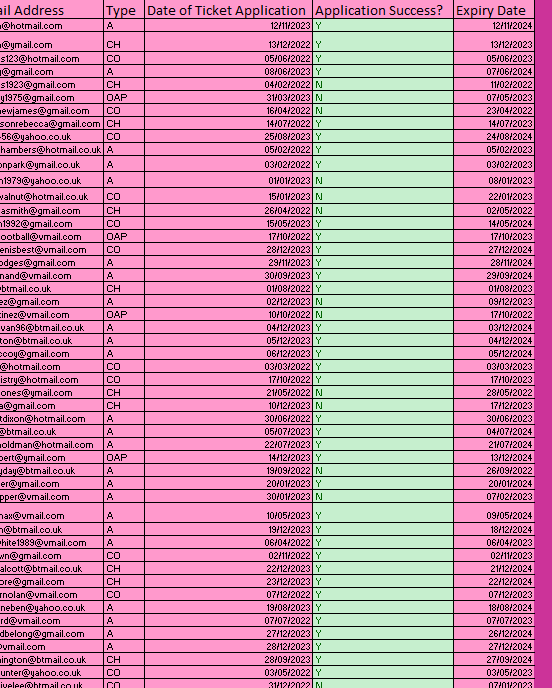 ail Address Type Date of Ticket Application Application Success? Expiry Date
@hotmail.com A 12/11/2023 Y 12/11/2024
@ymail.com CH 13/12/2022 Y 13/12/2023
s123@hotmail.com CO 05/06/2022 Y 05/06/2023
@gmail.com A 08/06/2023 Y 07/06/2024
s1923@gmail.com CH 04/02/2022 N 11/02/2022
y1975@gmail.com OAP 31/03/2023 N 07/05/2023
ewjames@gmail.com CO 16/04/2022 N 23/04/2022
sonrebecca@gmail.com CH 14/07/2022 Y 14/07/2023
56@yahoo.co.uk CO 25/08/2023 Y 24/08/2024
hambers@hotmail.co.uk A 05/02/2022 Y 05/02/2023
onpark@ymail.co.uk A 03/02/2022 Y 03/02/2023
n1979@yahoo.co.uk A 01/01/2023 N 08/01/2023
walnut@hotmail.co.uk CO 15/01/2023 N 22/01/2023
asmith@gmail.com CH 26/04/2022 N 02/05/2022
n1992@gmail.com CO 15/05/2023 Y 14/05/2024
ootball@vmail.com OAP 17/10/2022 Y 17/10/2023
enisbest@vmail.com CO 28/12/2023 Y 27/12/2024
odges@gmail.com A 29/11/2023 Y 28/11/2024
nand@vmail.com A 30/09/2023 Y 29/09/2024
@btmail.co.uk CH 01/08/2022 Y 01/08/2023
ez@gmail.com A 02/12/2023 N 09/12/2023
tinez@vmail.com OAP 10/10/2022 N 17/10/2022
van96@btmail.co.uk A 04/12/2023 Y 03/12/2024
ton@btmail.co.uk A 05/12/2023 Y 04/12/2024
ccoy@gmail.com A 06/12/2023 Y 05/12/2024
@hotmail.com CO 03/03/2022 Y 03/03/2023
istry@hotmail.com CO 17/10/2023 Y 17/10/2024
ones@ymail.com CH 21/05/2023 N 28/05/2023
a@gmail.com CH 10/12/2023 N 17/12/2023
tdixon@hotmail.com A 30/06/2023 Y 30/06/2024
@btmail.co.uk A 05/07/2023 Y 04/07/2024
oldman@hotmail.com A 22/07/2023 Y 21/07/2024
bert@ymail.com OAP 14/12/2023 Y 13/12/2024
yday@btmail.co.uk A 19/09/2022 N 26/09/2022
er@ymail.com A 20/01/2023 Y 20/01/2024
pper@vmail.com A 30/01/2023 N 07/02/2023
max@vmail.com A 10/05/2023 Y 09/05/2024
n@btmail.co.uk A 19/12/2023 Y 18/12/2024
hite1989@vmail.com A 06/04/2022 Y 06/04/2023
wn@gmail.com CO 02/11/2022 Y 02/11/2023
alcott@btmail.co.uk CH 22/12/2023 Y 21/12/2024
ore@gmail.com CH 23/12/2023 Y 22/12/2024
rnolan@vmail.com CO 07/12/2022 Y 07/12/2023
neben@yahoo.co.uk A 19/08/2023 Y 18/08/2024
rd@vmail.com A 07/07/2022 Y 07/07/2023
dbelong@gmail.com A 27/12/2023 Y 26/12/2024
@vmail.com A 28/12/2023 Y 27/12/2024
nington@btmail.co.uk CH 28/09/2023 Y 27/09/2024
unter@yahoo.co.uk CO 03/05/2022 Y 03/05/2023
ivelee@btmail.co.uk CO 31/12/2022 N 07/01/2023